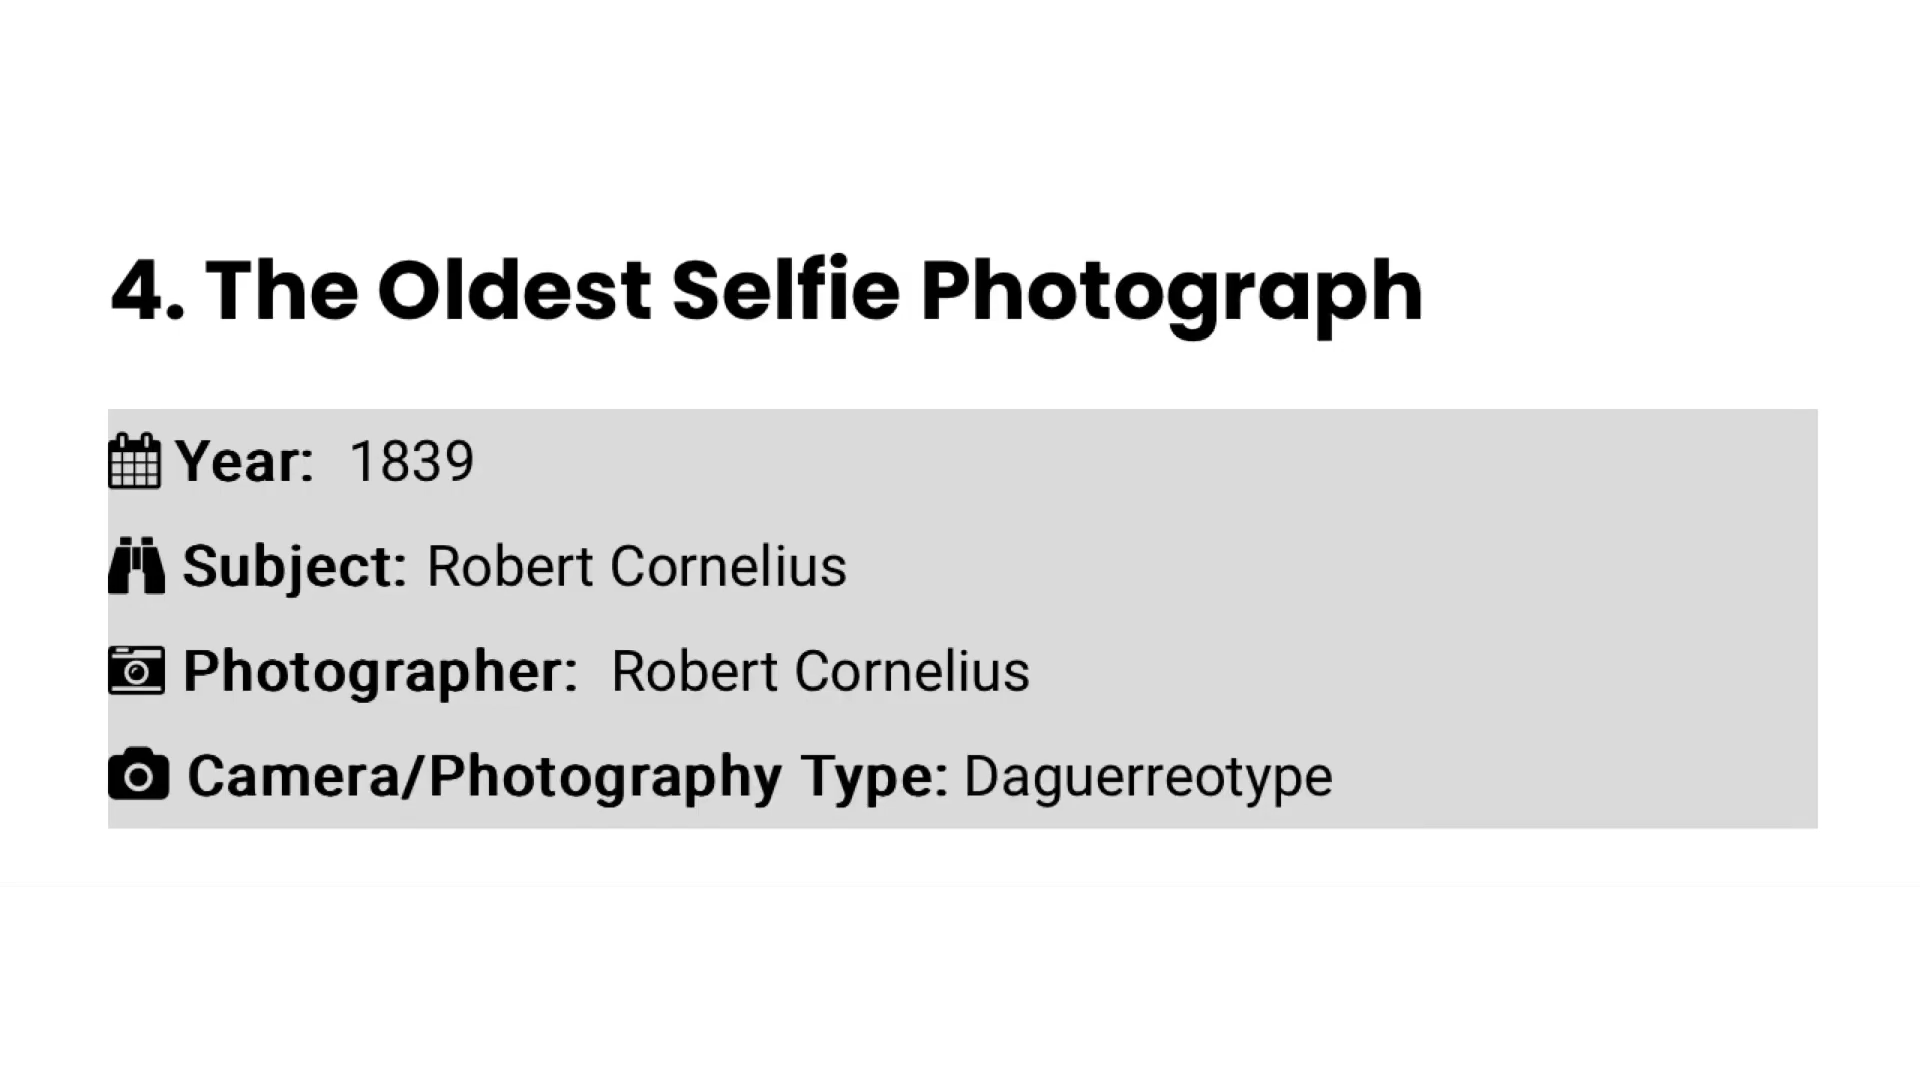 4. The Oldest Selfie Photograph
Year: 1839
Subject: Robert Cornelius
Photographer: Robert Cornelius
Camera/Photography Type: Daguerreotype